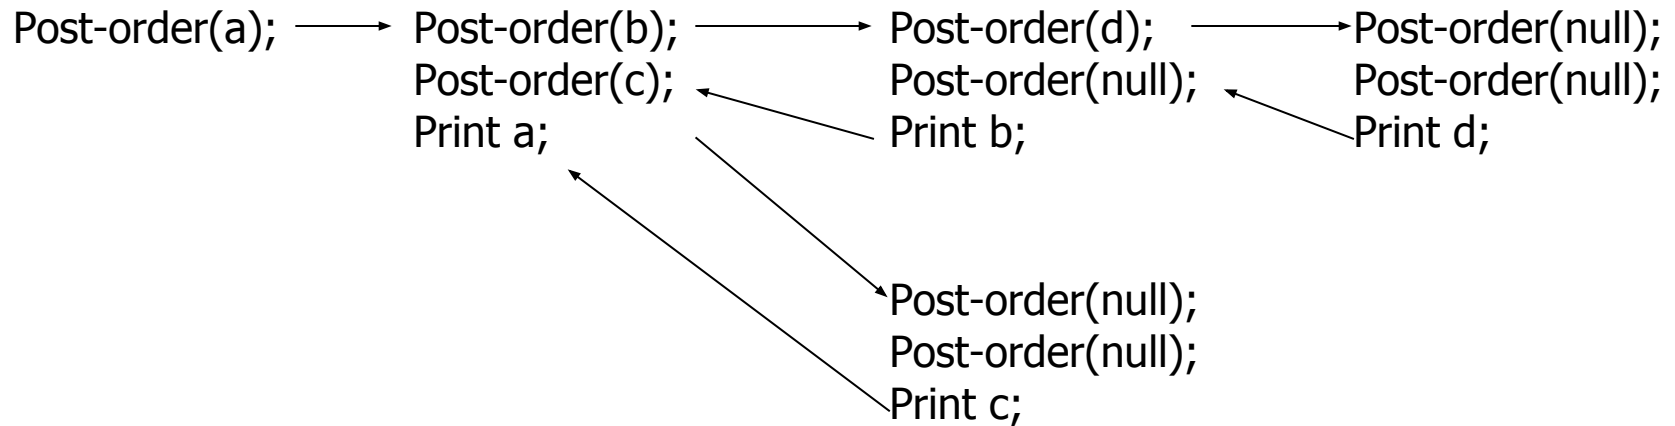 Post-order(a);
Post-order(b);
Post-order(c);
Print a;
Post-order(d);
Post-order(null);
Print b;
Post-order(null);
Post-order(null);
Print d;
Post-order(null);
Post-order(null);
Print c;